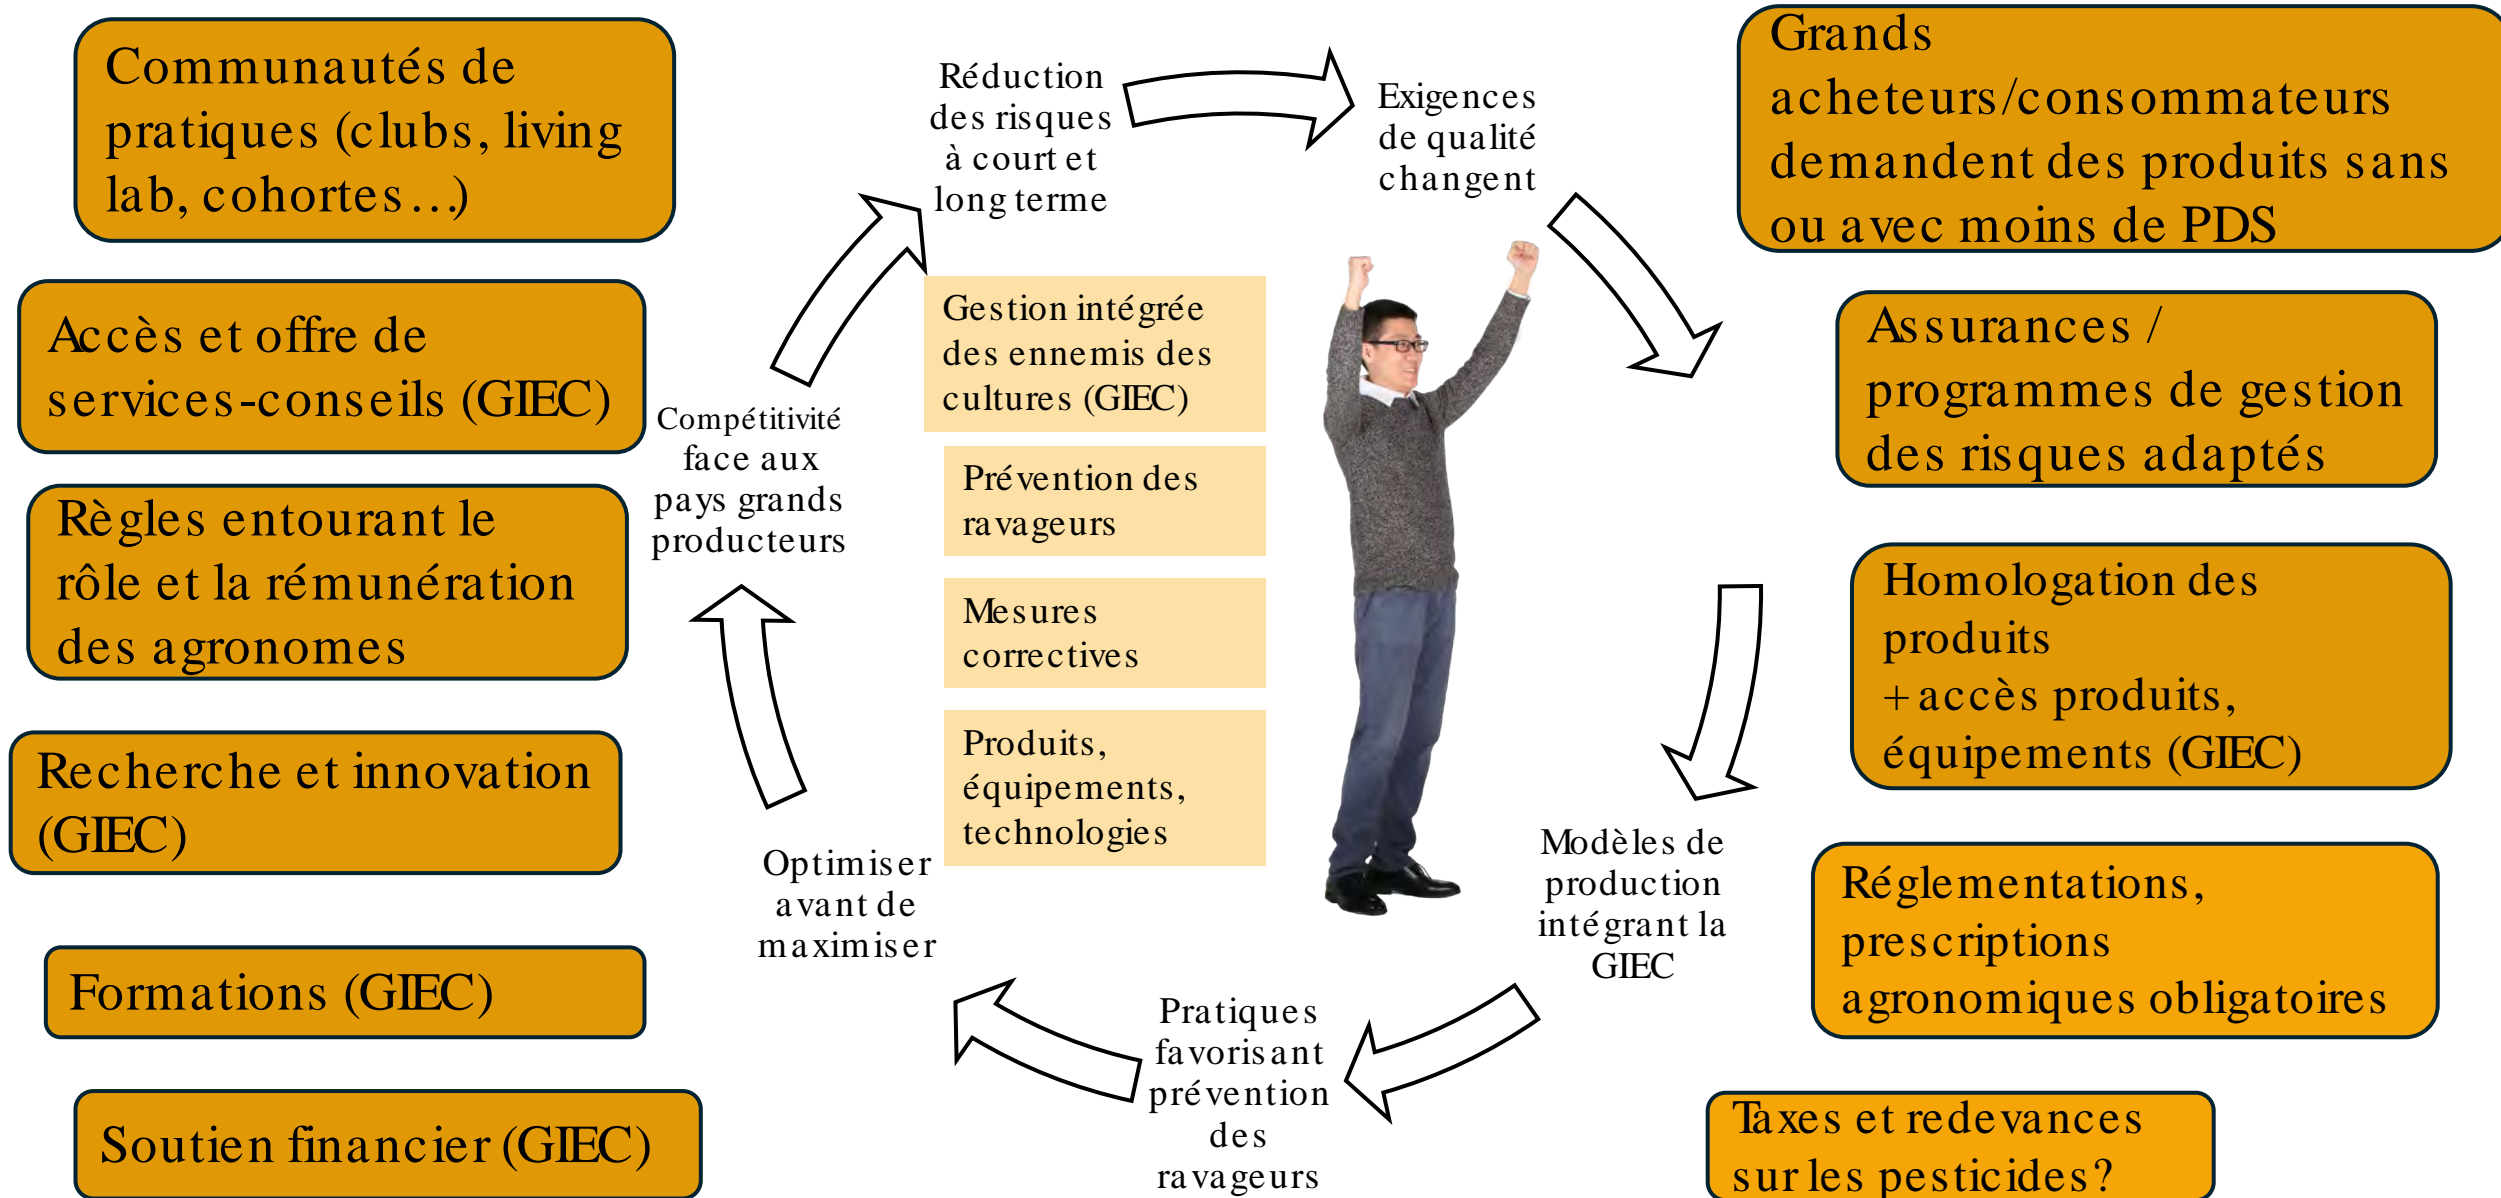 Communautés de
pratiques (clubs, living
lab, cohortes…)
Accès et offre de
services-conseils (GIEC)
Règles entourant le
rôle et la rémunération
des agronomes
Recherche et innovation
(GIEC)
Formations (GIEC)
Soutien financier (GIEC)
Réduction
des risques
à court et
long terme
Exigences
de qualité
changent
Compétitivité
face aux
pays grands
producteurs
Gestion intégrée
des ennemis des
cultures (GIEC)
Prévention des
ravageurs
Mesures
correctives
Produits,
équipements,
technologies
Optimiser
avant de
maximiser
Pratiques
favorisant
prévention
des
ravageurs
Modèles de
production
intégrant la
GIEC
Grands
acheteurs/consommateurs
demandent des produits sans
ou avec moins de PDS
Assurances /
programmes de gestion
des risques adaptés
Homologation des
produits
+ accès produits,
équipements (GIEC)
Réglementations,
prescriptions
agronomiques obligatoires
Taxes et redevances
sur les pesticides?